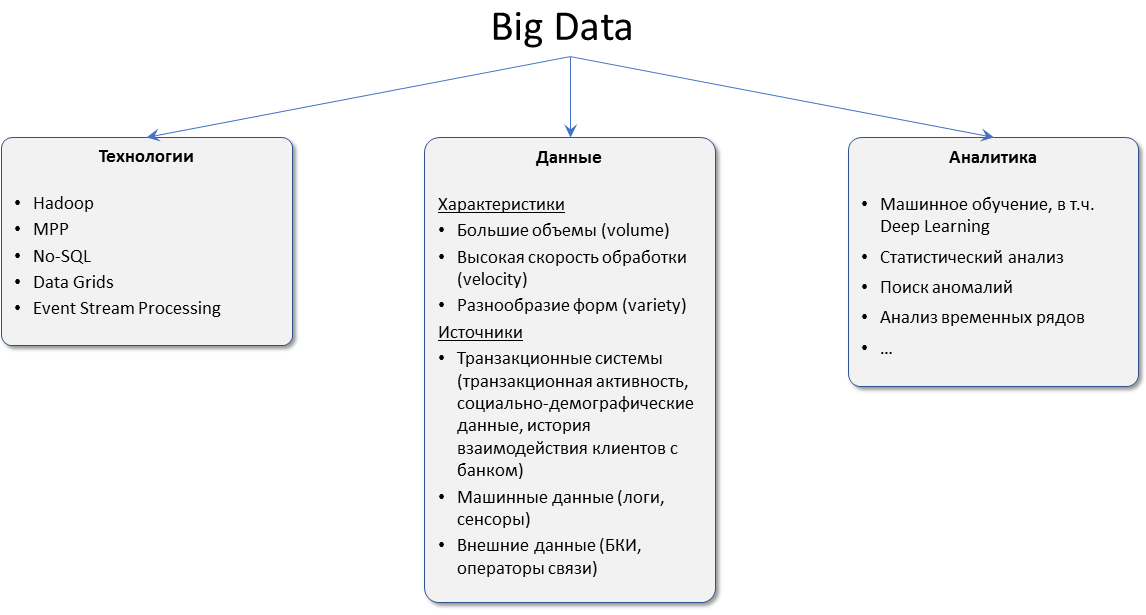 Big Data
Технологии
• Hadoop
• MPP
• No-SQL
• Data Grids
• Event Stream Processing
Данные
Характеристики
• Большие объемы (volume)
• Высокая скорость обработки
(velocity)
• Разнообразие форм (variety)
Источники
• Транзакционные системы
(транзакционная активность,
социально-демографические
данные, история
взаимодействия клиентов с
банком)
• Машинные данные (логи,
сенсоры)
• Внешние данные (БКИ,
операторы связи)
Аналитика
• Машинное обучение, в т.ч.
Deep Learning
• Статистический анализ
• Поиск аномалий
• Анализ временных рядов
• ...